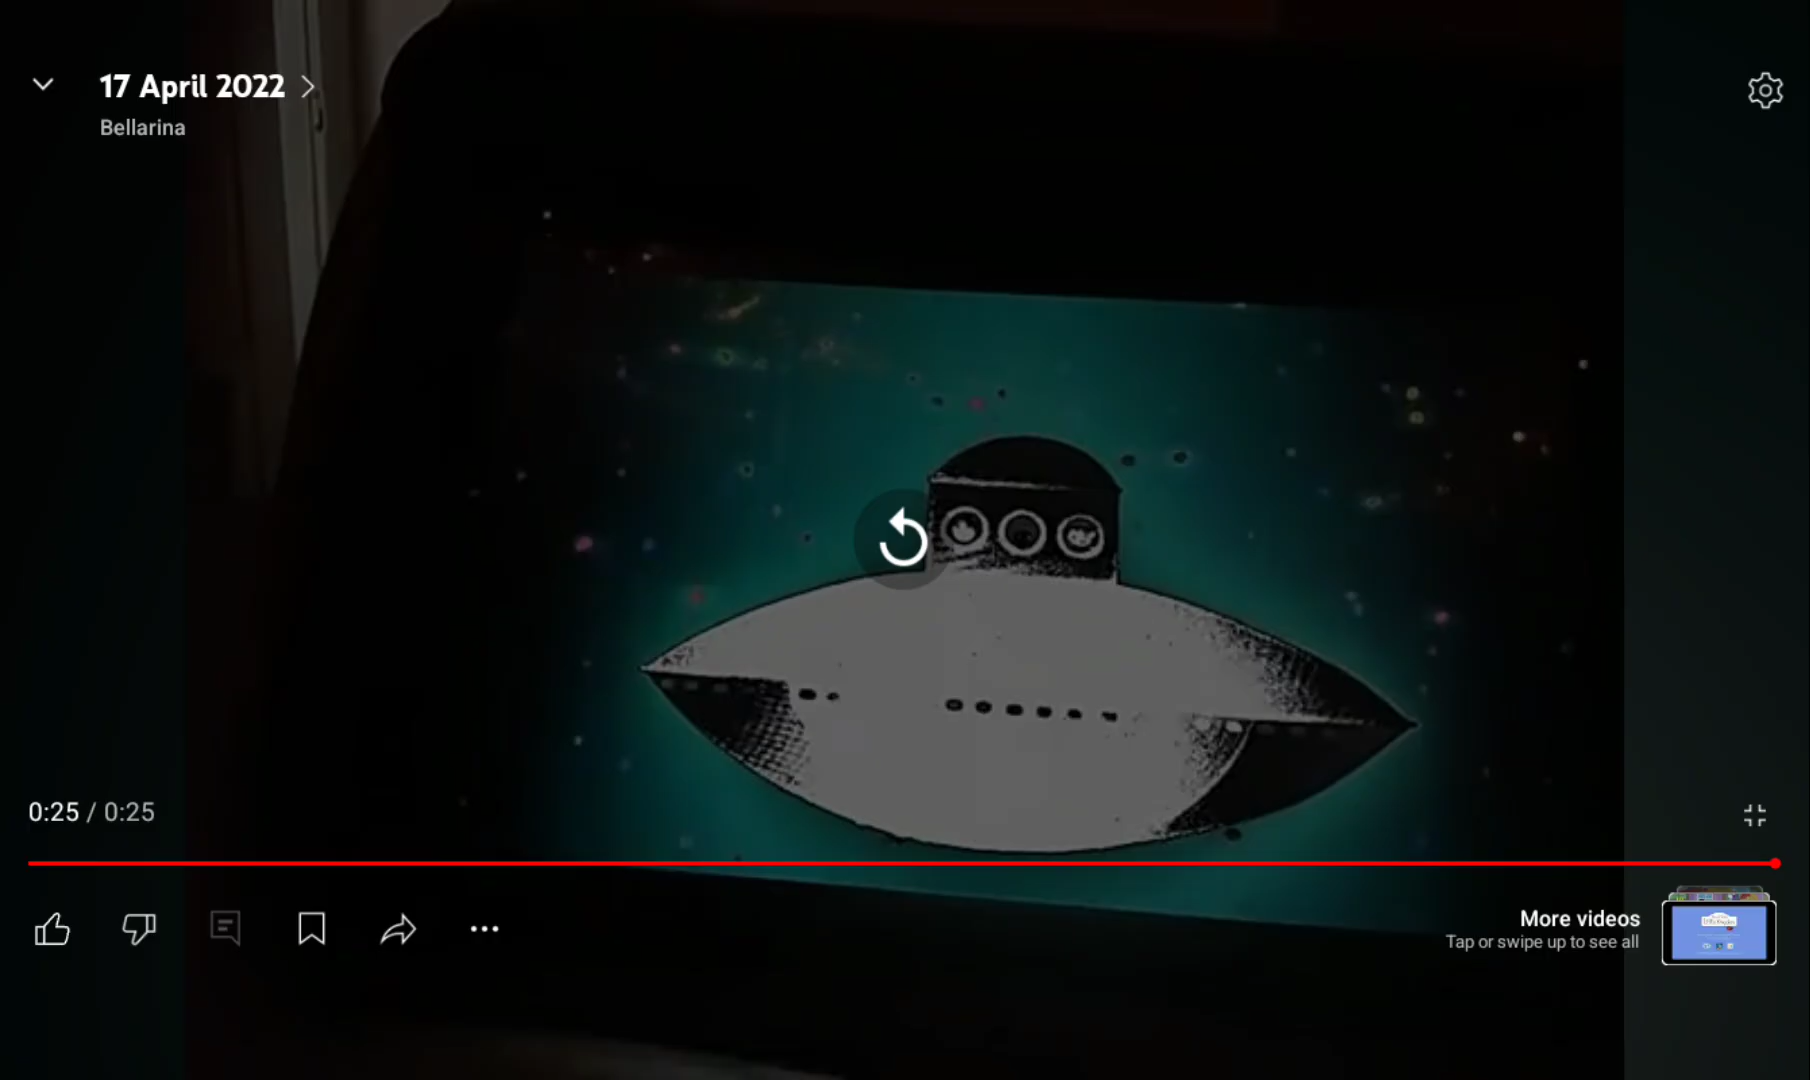 17 April 2022
Bellarina
0:25 / 0:25
More videos
Tap or swipe up to see all